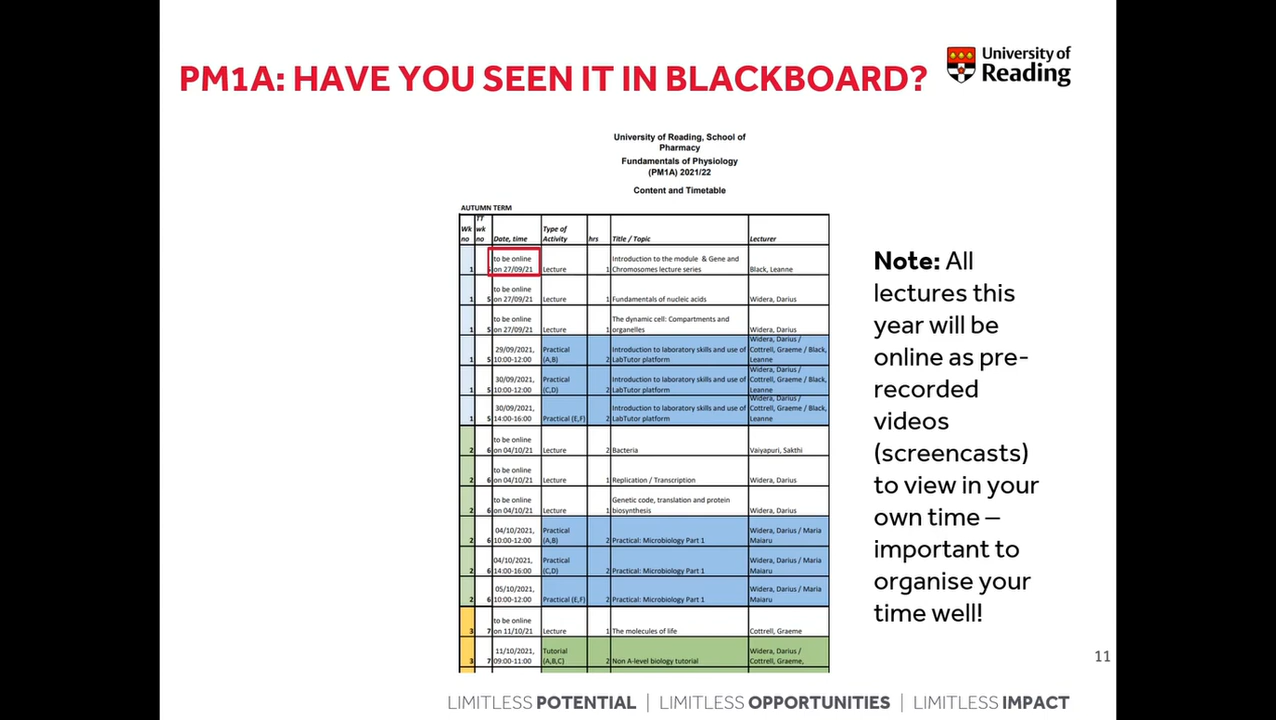 PM1A: HAVE YOU SEEN IT IN BLACKBOARD?
University of
Reading
University of Reading, School of
Pharmacy
Fundamentals of Physiology
(PM1A) 2021/22
Content and Timetable
AUTUMN TERM
Wk no TT wk no Date, time Type of Activity hrs Title / Topic Lecturer
1 5 to be online on 27/09/21 Lecture 1 Introduction to the module & Gene and Chromosomes lecture series Black, Leanne
1 5 to be online on 27/09/21 Lecture 1 Fundamentals of nucleic acids Widera, Darius
1 5 to be online on 27/09/21 Lecture 1 The dynamic cell: Compartments and organelles Widera, Darius
1 5 29/09/2021, 10:00-12:00 Practical (A,B) 2 Introduction to laboratory skills and use of LabTutor platform Widera, Darius / Cottrell, Graeme / Black, Leanne
1 5 30/09/2021, 10:00-12:00 Practical (C,D) 2 Introduction to laboratory skills and use of LabTutor platform Widera, Darius / Cottrell, Graeme / Black, Leanne
1 5 30/09/2021, 14:00-16:00 Practical (E,F) 2 Introduction to laboratory skills and use of LabTutor platform Widera, Darius / Cottrell, Graeme / Black, Leanne
2 6 to be online on 04/10/21 Lecture 2 Bacteria Vaiyapuri, Sakthi
2 6 to be online on 04/10/21 Lecture 1 Replication / Transcription Widera, Darius
2 6 to be online on 04/10/21 Lecture 1 Genetic code, translation and protein biosynthesis Widera, Darius
2 6 04/10/2021, 10:00-12:00 Practical (A,B) 2 Practical: Microbiology Part 1 Widera, Darius / Maria Maiaru
2 6 04/10/2021, 14:00-16:00 Practical (C,D) 2 Practical: Microbiology Part 1 Widera, Darius / Maria Maiaru
2 6 05/10/2021, 10:00-12:00 Practical (E,F) 2 Practical: Microbiology Part 1 Widera, Darius / Maria Maiaru
3 7 to be online on 11/10/21 Lecture 1 The molecules of life Cottrell, Graeme
3 7 11/10/2021, 09:00-11:00 Tutorial (A,B,C) 2 Non A-level biology tutorial Widera, Darius / Cottrell, Graeme,
Note: All
lectures this
year will be
online as pre-
recorded
videos
(screencasts)
to view in your
own time –
important to
organise your
time well!
11
LIMITLESS POTENTIAL | LIMITLESS OPPORTUNITIES | LIMITLESS IMPACT